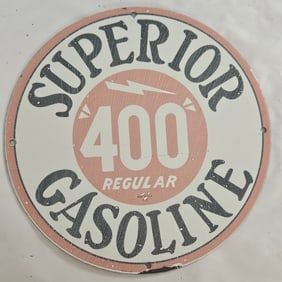 SUPERIOR
400
REGULAR
GASOLINE